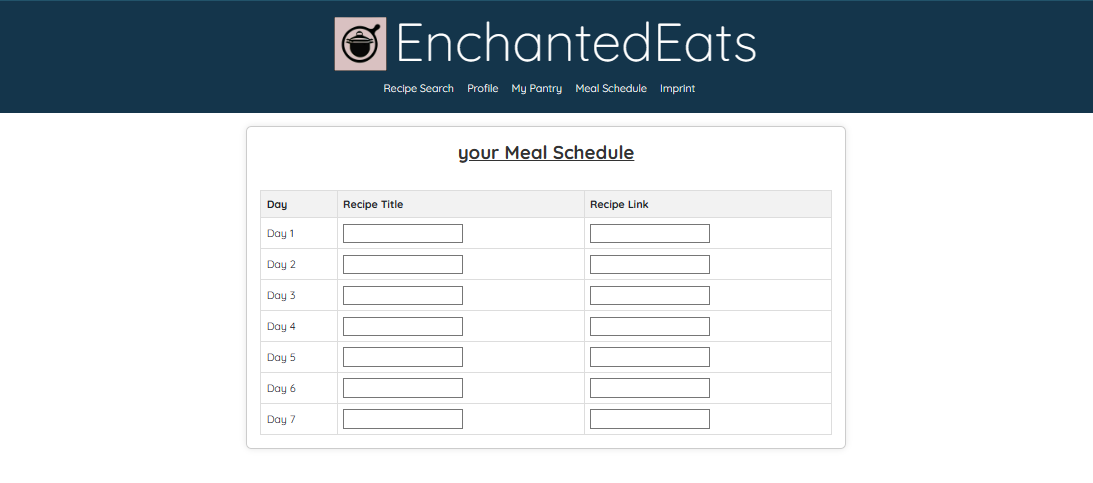 EnchantedEats
Recipe Search Profile My Pantry Meal Schedule Imprint
your Meal Schedule
Day Recipe Title Recipe Link
Day 1
Day 2
Day 3
Day 4
Day 5
Day 6
Day 7